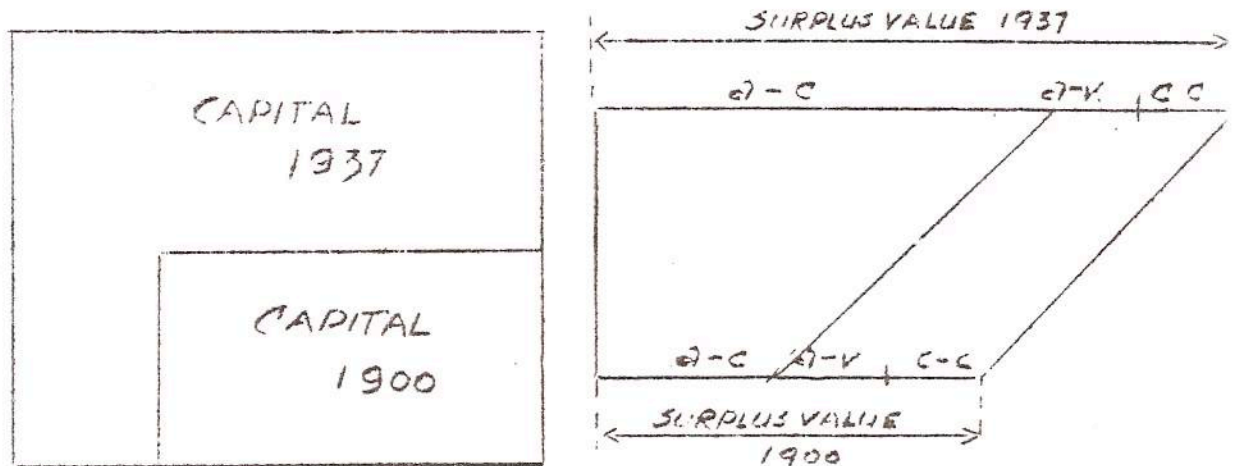 CAPITAL
1937
CAPITAL
1900
SURPLUS VALUE 1937
a-c a-v. c c
a-c a-v c-c
SURPLUS VALUE
1900